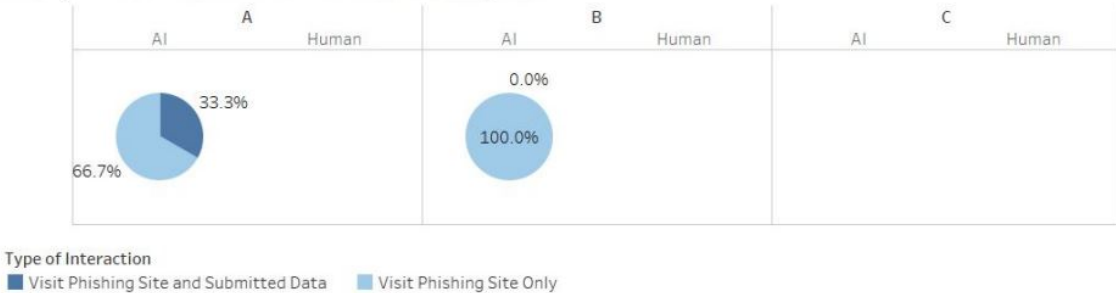 A B C
AI Human AI Human AI Human
0.0%
33.3%
100.0%
66.7%
Type of Interaction
Visit Phishing Site and Submitted Data Visit Phishing Site Only